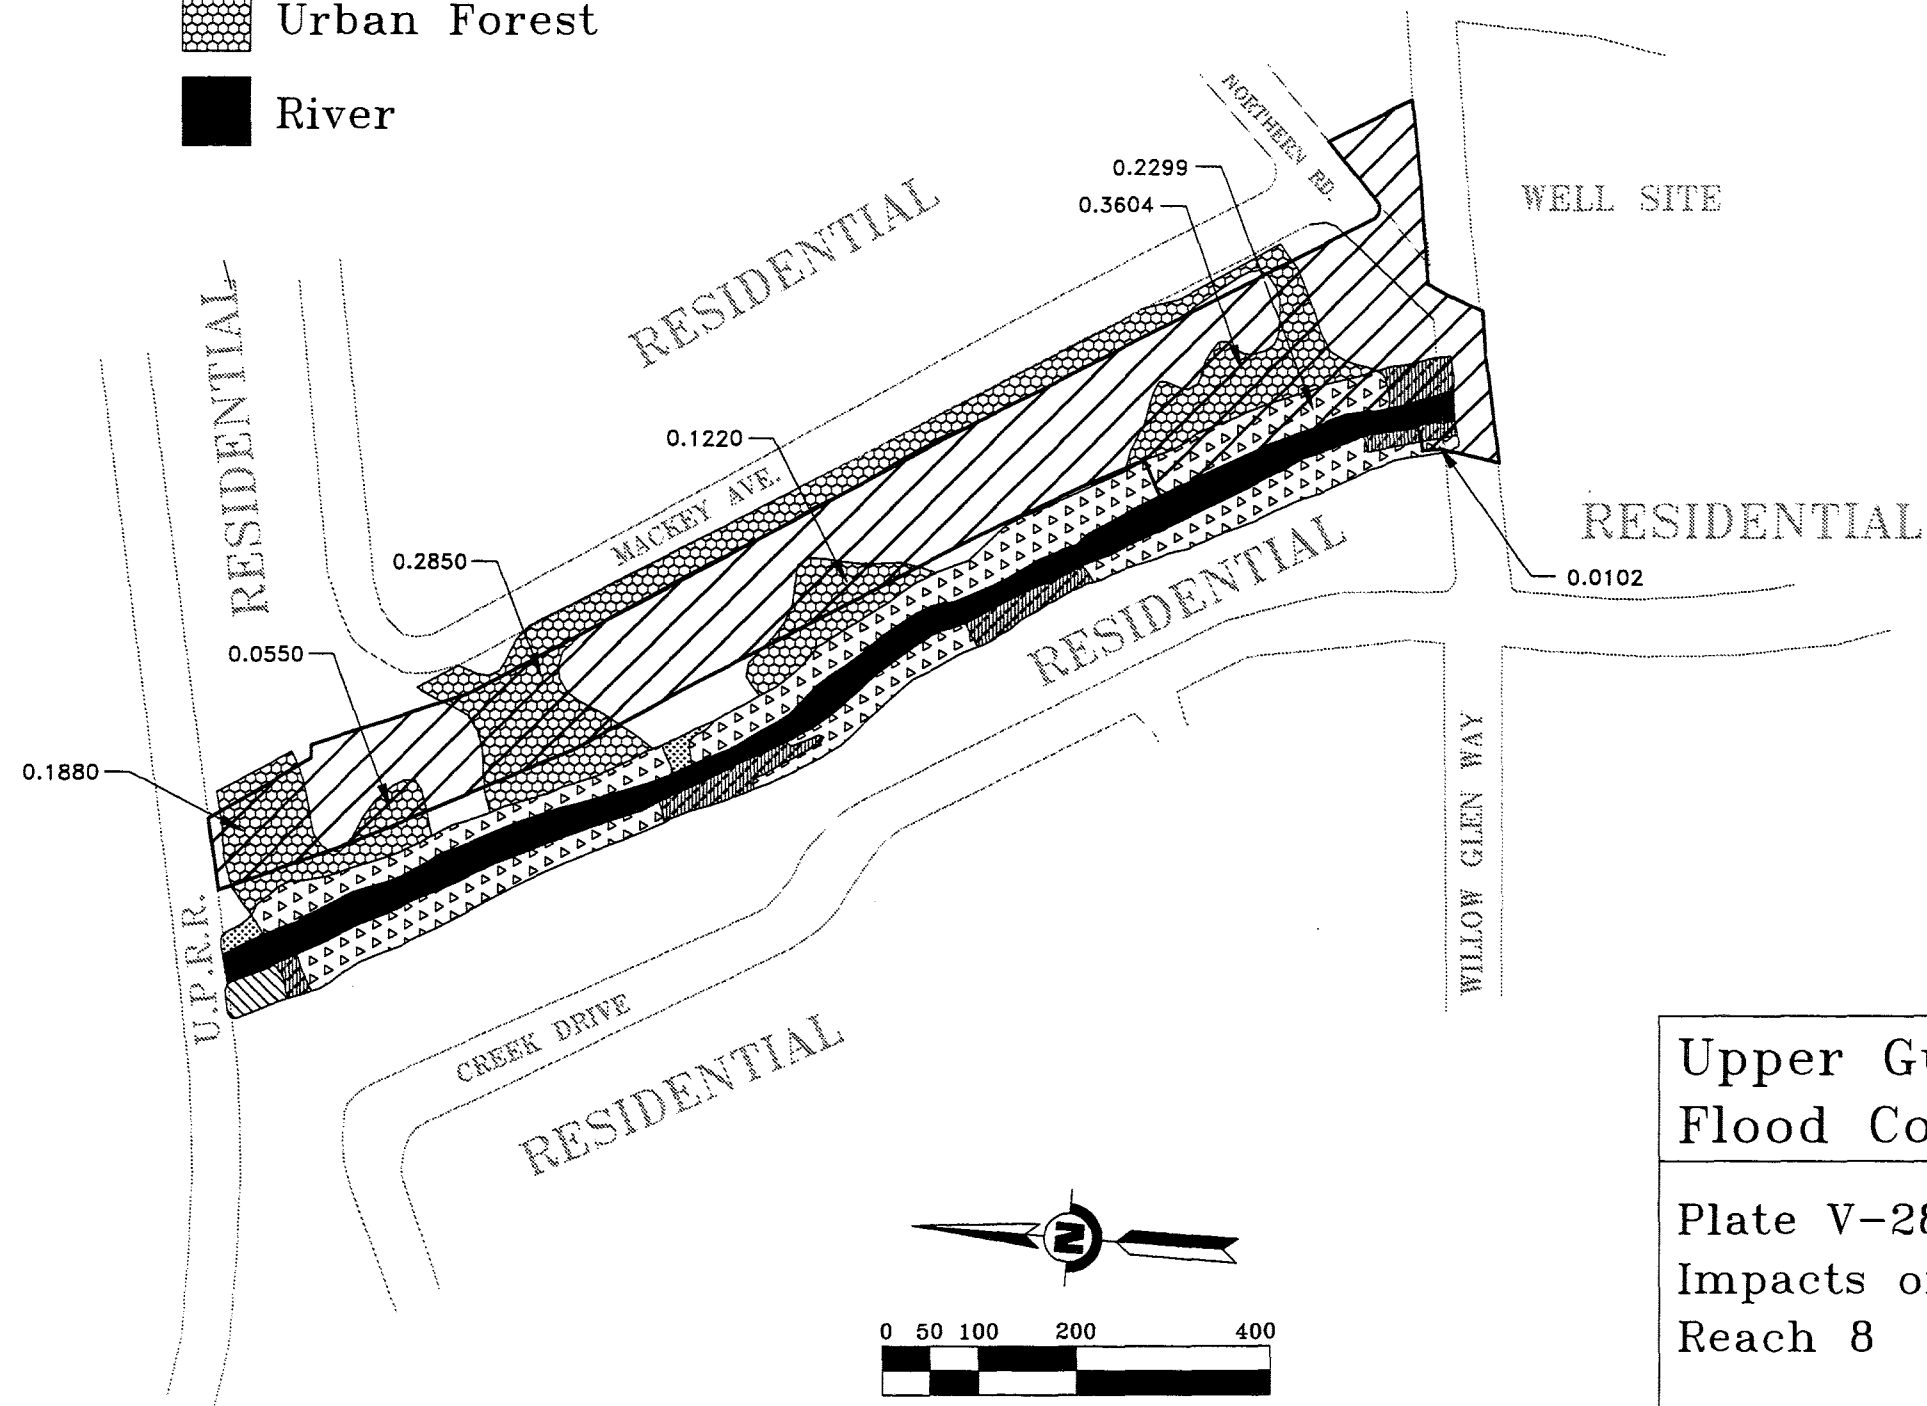 Urban Forest
River
NORTHERN RD.
0.2299
0.3604
WELL SITE
RESIDENTIAL
RESIDENTIAL
0.1220
MACKEY AVE.
0.2850
RESIDENTIAL
RESIDENTIAL
0.0102
0.0550
0.1880
WILLOW GLEN WAY
U.P.R.R.
CREEK DRIVE
RESIDENTIAL
Upper G
Flood Co
Plate V-28
Impacts o
Reach 8
N
0 50 100 200 400